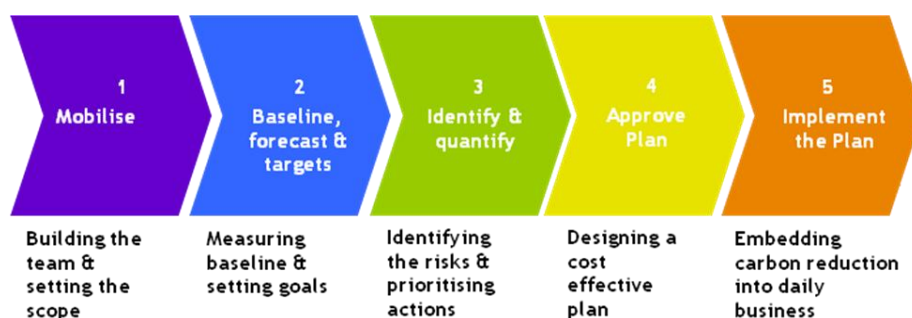 1
Mobilise
2
Baseline,
forecast &
targets
3
Identify &
quantify
4
Approve
Plan
5
Implement
the Plan
Building the
team &
setting the
scope
Measuring
baseline &
setting goals
Identifying
the risks &
prioritising
actions
Designing a
cost
effective
plan
Embedding
carbon reduction
into daily
business